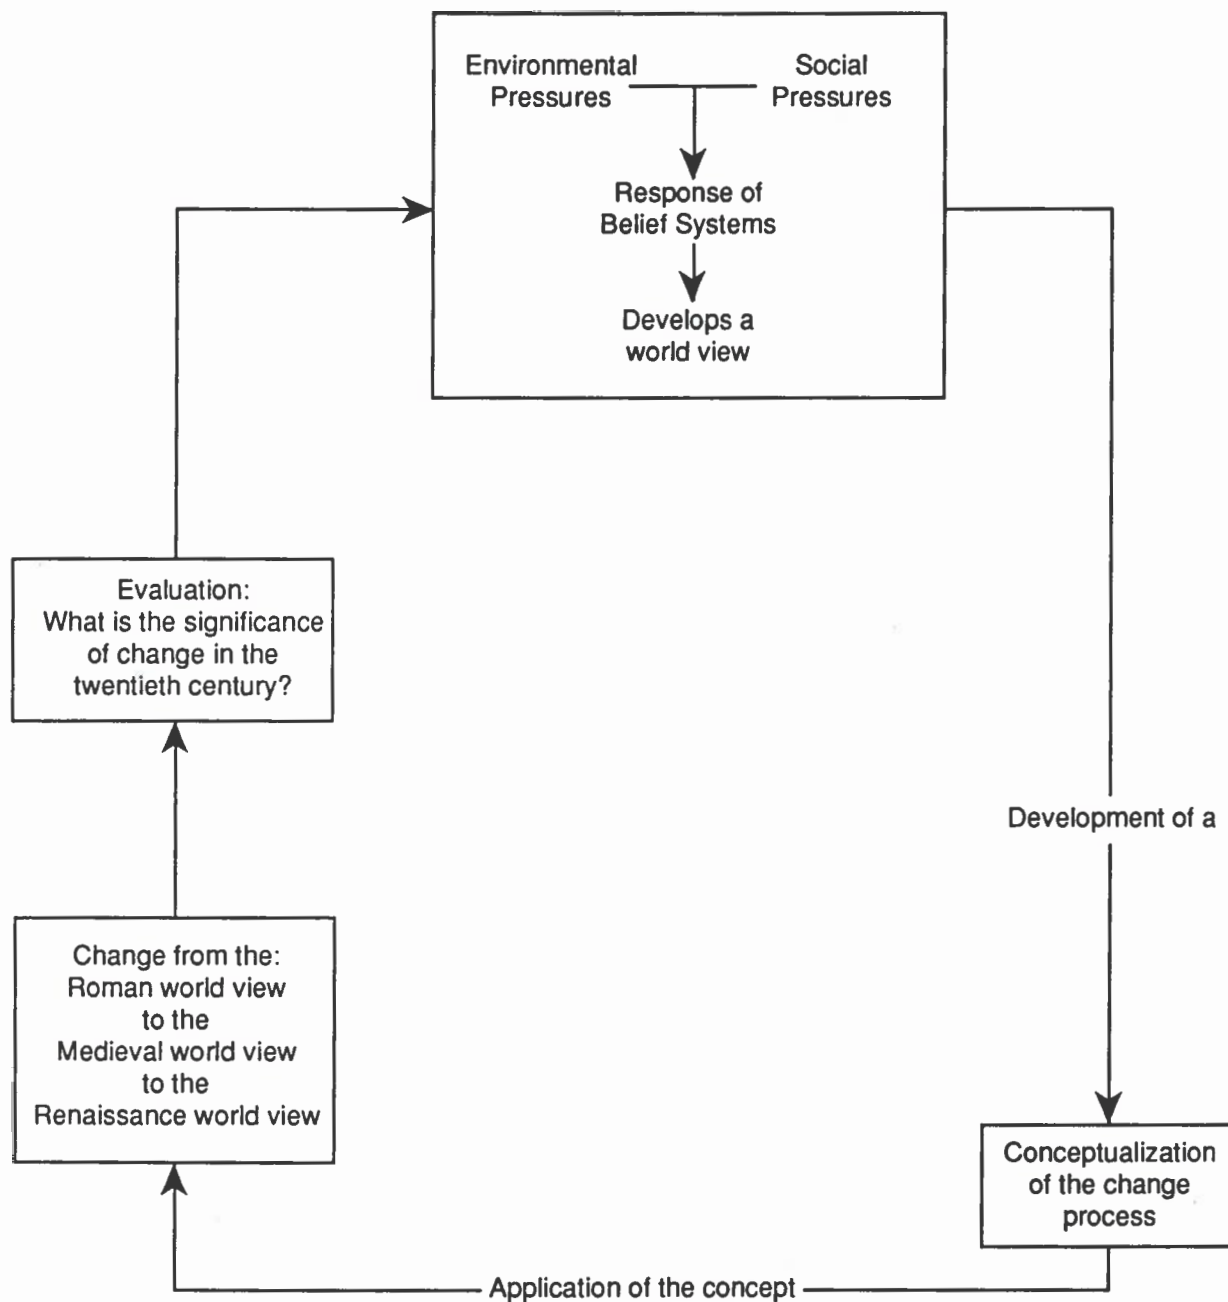 Environmental Pressures
Social Pressures
Response of
Belief Systems
Develops a
world view
Evaluation:
What is the significance
of change in the
twentieth century?
Development of a
Change from the:
Roman world view
to the
Medieval world view
to the
Renaissance world view
Conceptualization
of the change
process
Application of the concept